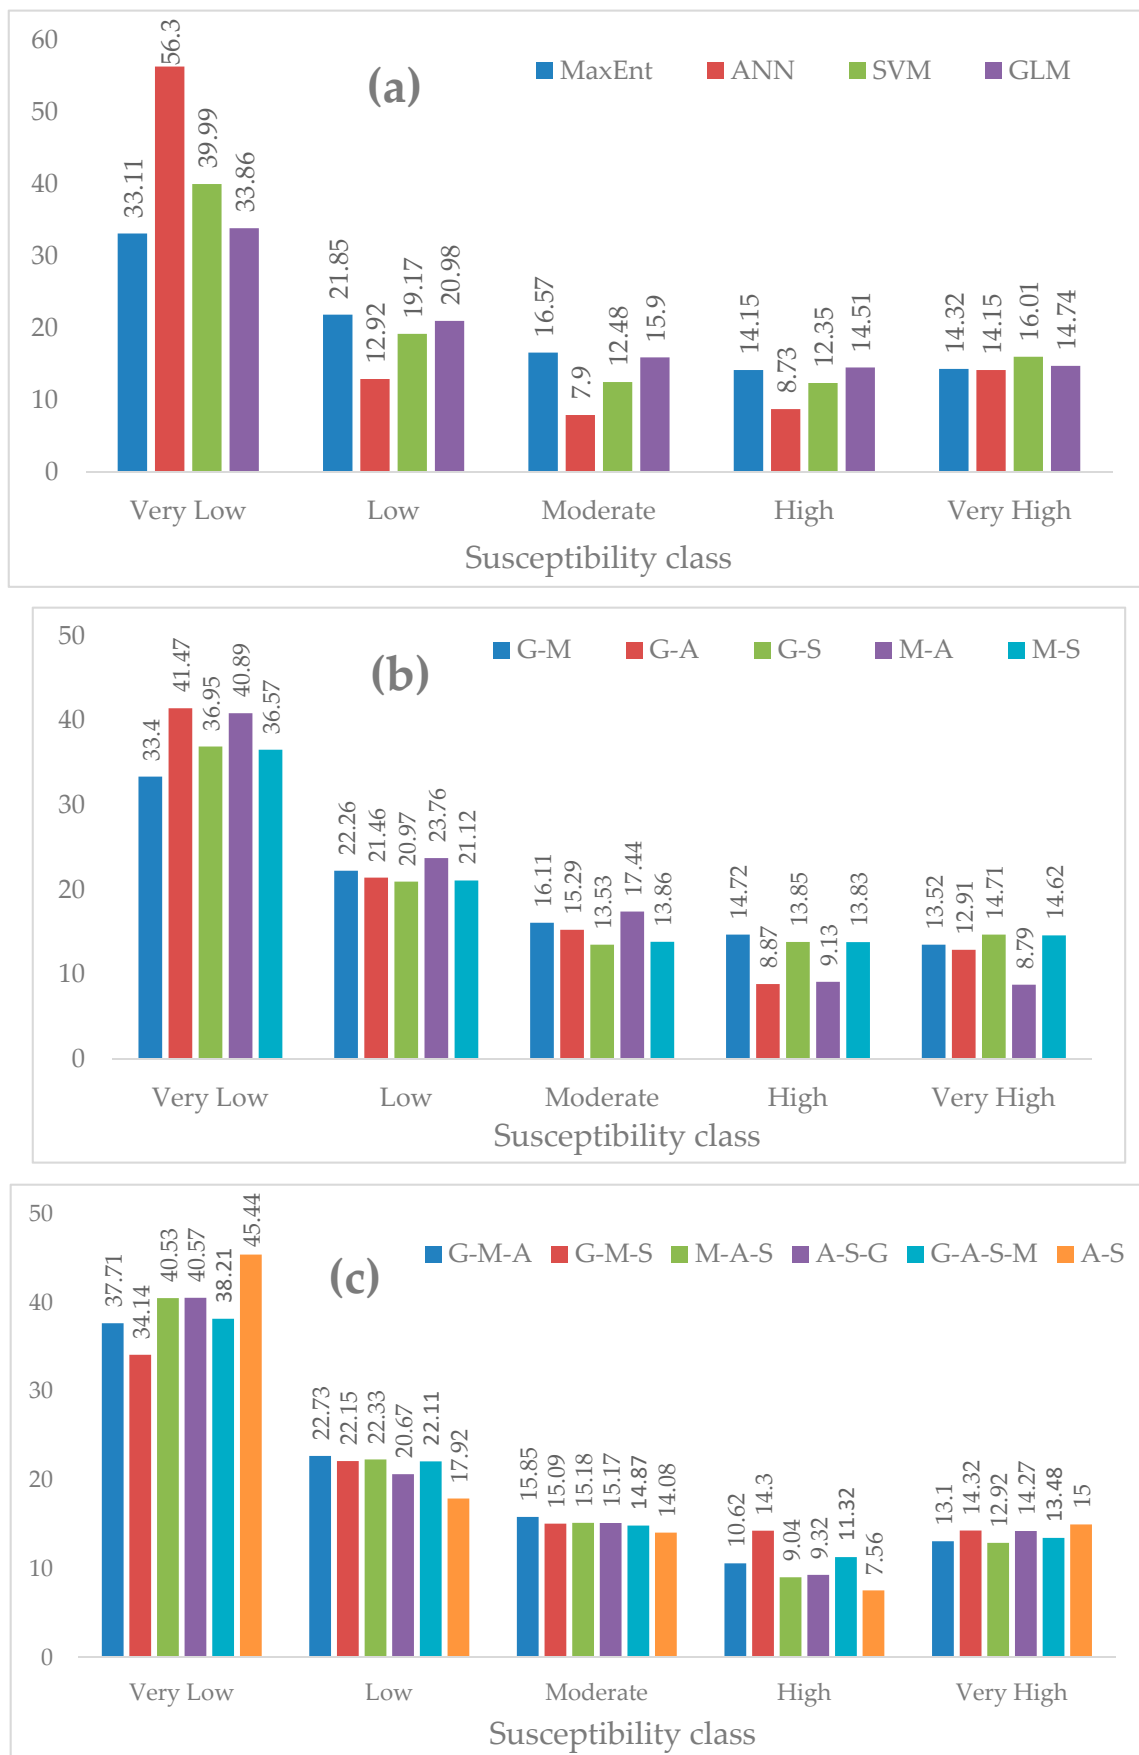 60
50
40
30
20
10
0
(a)
MaxEnt ANN SVM GLM
33.11 56.3 39.99 33.86
21.85 12.92 19.17 20.98
16.57 7.9 12.48 15.9
14.15 8.73 12.35 14.51
14.32 14.15 16.01 14.74
Very Low Low Moderate High Very High
Susceptibility class
50
40
30
20
10
0
(b)
G-M G-A G-S M-A M-S
33.4 41.47 36.95 40.89 36.57
22.26 21.46 20.97 23.76 21.12
16.11 15.29 13.53 17.44 13.86
14.72 8.87 13.85 9.13 13.83
13.52 12.91 14.71 8.79 14.62
Very Low Low Moderate High Very High
Susceptibility class
50
40
30
20
10
0
(c)
G-M-A G-M-S M-A-S A-S-G G-A-S-M A-S
37.71 34.14 40.53 40.57 38.21 45.44
22.73 22.15 22.33 20.67 22.11 17.92
15.85 15.09 15.18 15.17 14.87 14.08
10.62 14.3 9.04 9.32 11.32 7.56
13.1 14.32 12.92 14.27 13.48 15
Very Low Low Moderate High Very High
Susceptibility class